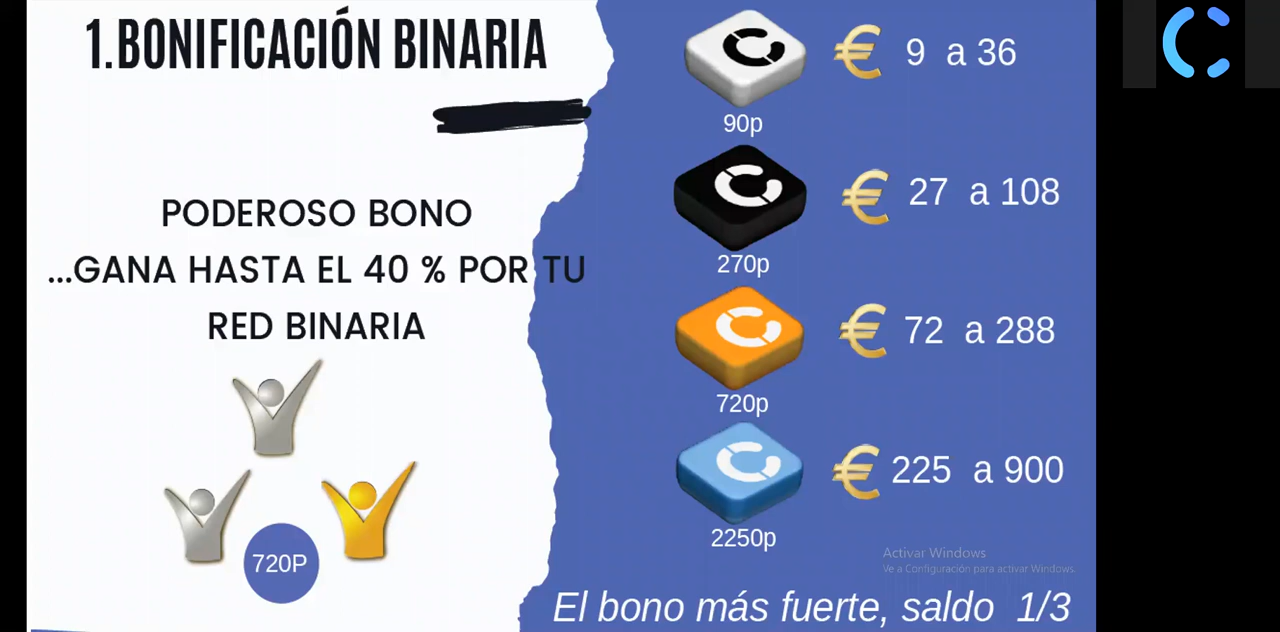 1.BONIFICACIÓN BINARIA
PODEROSO BONO
...GANA HASTA EL 40 % POR TU
RED BINARIA
720P
€ 9 a 36
90p
€ 27 a 108
270p
€ 72 a 288
720p
€ 225 a 900
2250p
Activar Windows
Ve a Configuración para activar Windows.
El bono más fuerte, saldo 1/3